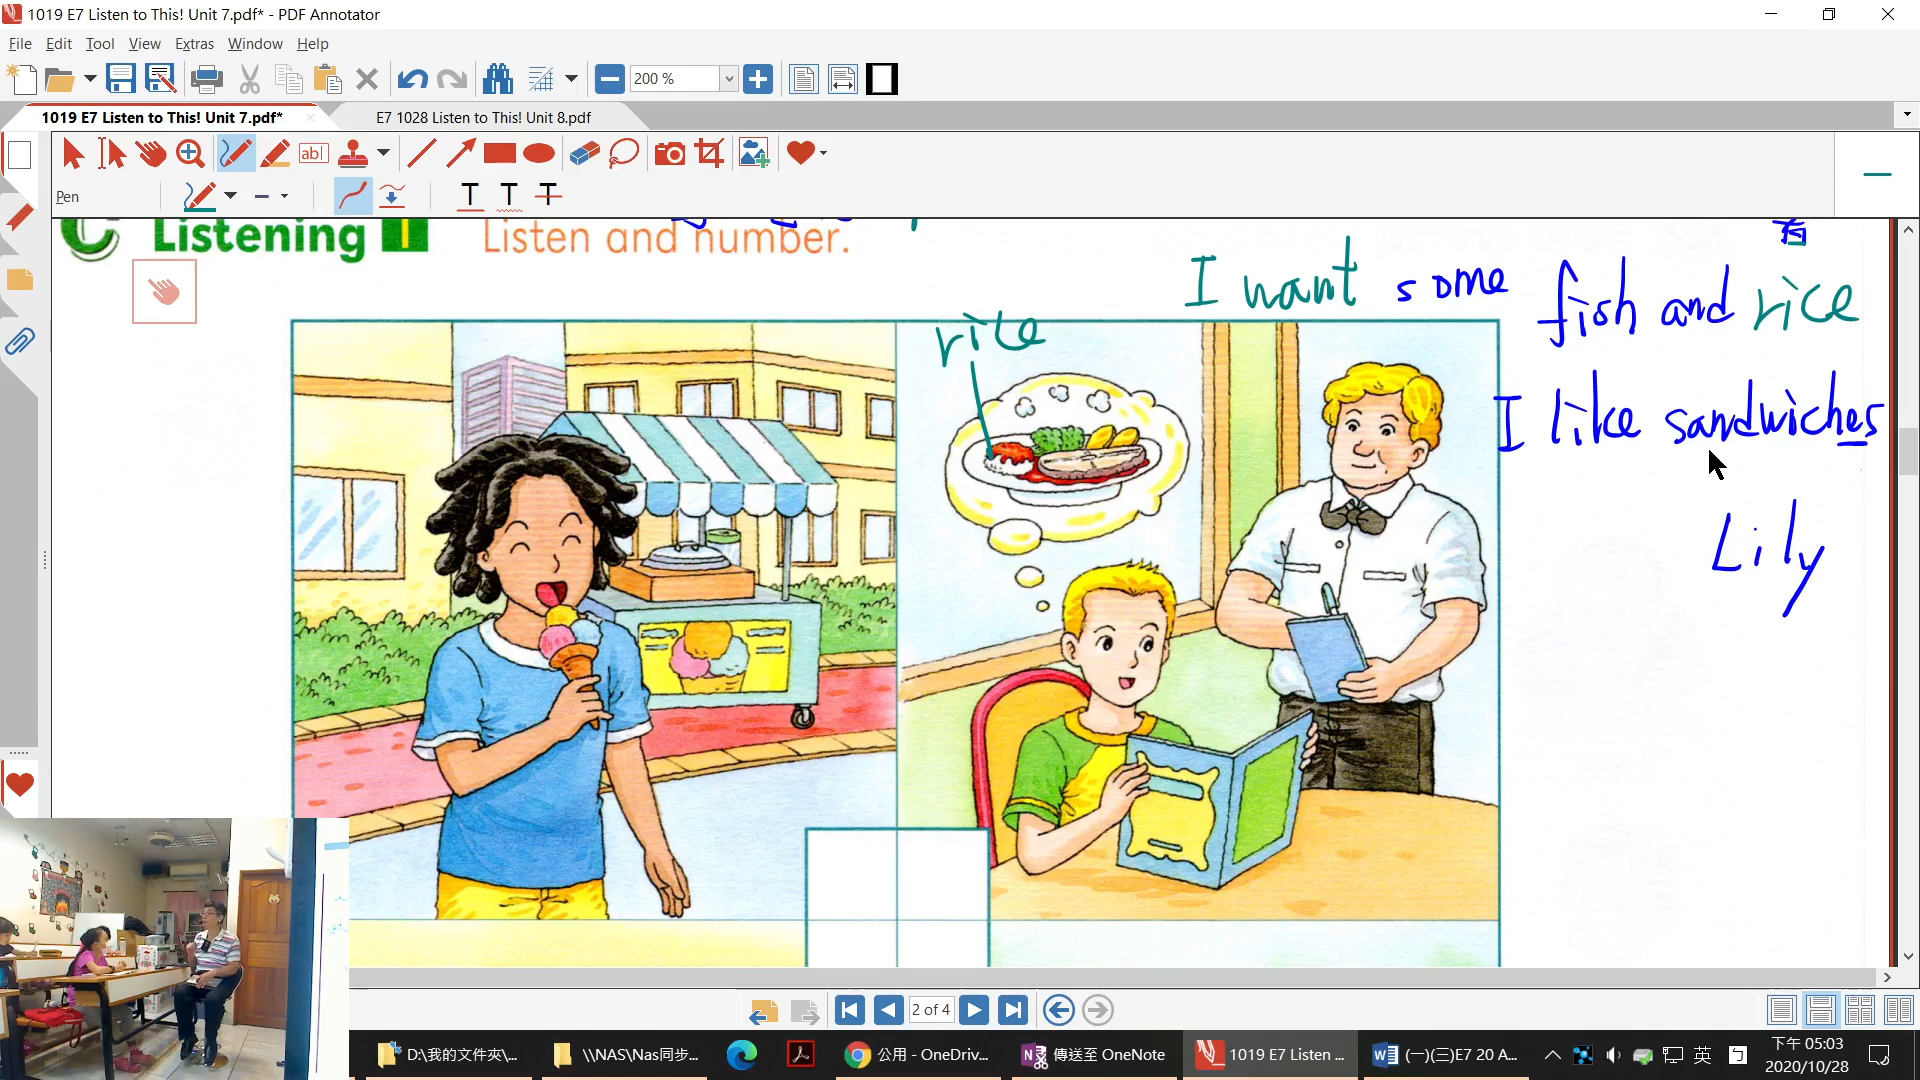 1019 E7 Listen to This! Unit 7.pdf* - PDF Annotator
File Edit Tool View Extras Window Help
200 %
1019 E7 Listen to This! Unit 7.pdf*
E7 1028 Listen to This! Unit 8.pdf
ab|
Pen
T T T
Listening 1 Listen and number.
I want some fish and rice
rice
I like sandwiches
Lily
2 of 4
D:\我的文件夾\...
\\NAS\Nas同步...
公用 - OneDriv...
傳送至 OneNote
1019 E7 Listen ...
(一)(三)E7 20 A...
英
下午 05:03
2020/10/28